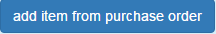 add item from purchase order